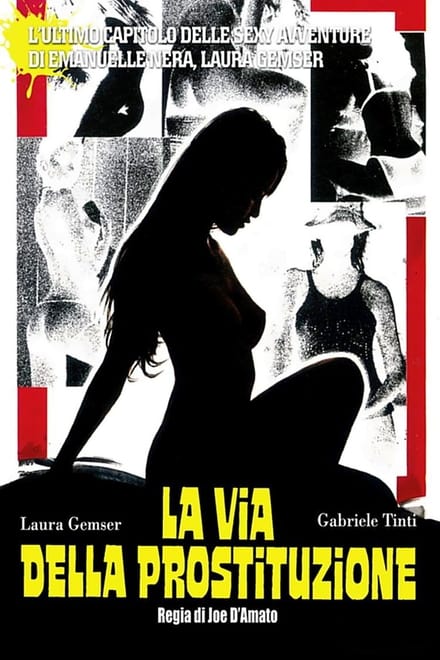 L'ULTIMO CAPITOLO DELLE SEXY AVVENTURE
DI EMANUELLE NERA, LAURA GEMSER
Laura Gemser
Gabriele Tinti
LA ViA
DELLA PROSTiTUZiONE
Regia di Joe D'Amato